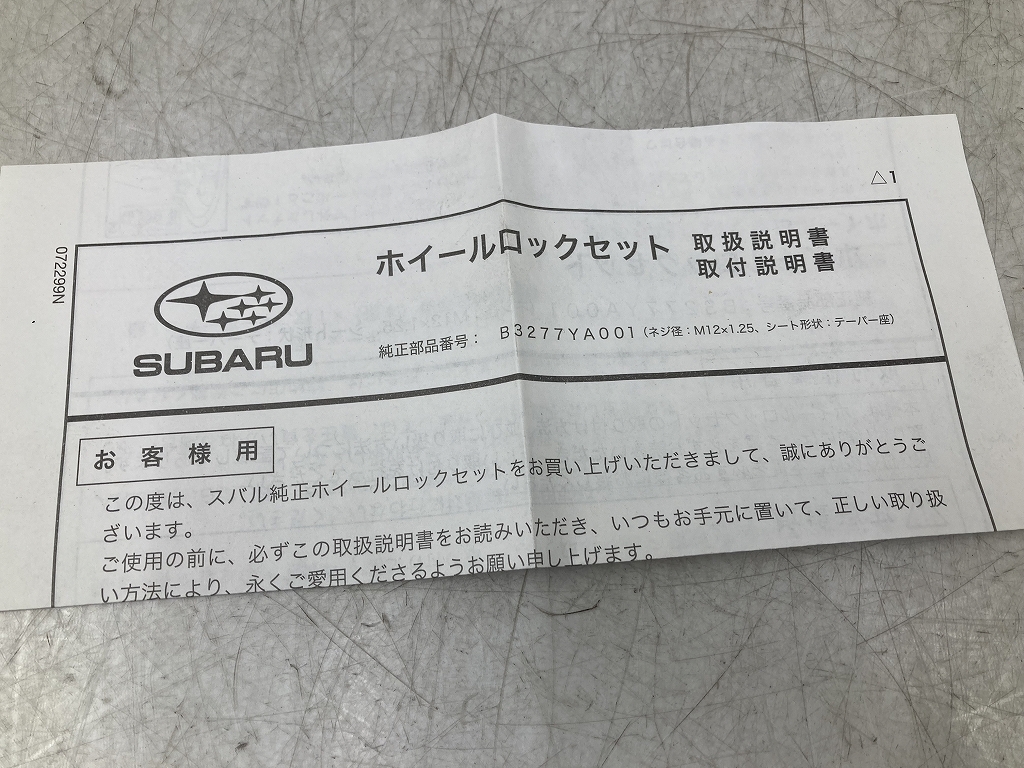 △1
072299N
ホイールロックセット 取扱説明書
取付説明書
SUBARU
純正部品番号： B3277YA001（ネジ径：M12×1.25、シート形状：テーパー座）
お客様用
この度は、スバル純正ホイールロックセットをお買い上げいただきまして、誠にありがとうご
ざいます。
ご使用の前に、必ずこの取扱説明書をお読みいただき、いつもお手元に置いて、正しい取り扱
い方法により、永くご愛用くださるようお願い申し上げます。